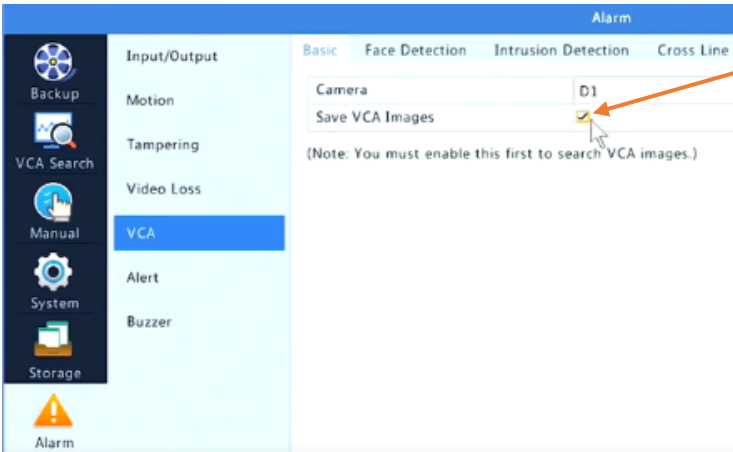 Alarm
Backup
VCA Search
Manual
System
Storage
Alarm
Input/Output
Motion
Tampering
Video Loss
VCA
Alert
Buzzer
Basic Face Detection Intrusion Detection Cross Line
Camera D1
Save VCA Images
(Note: You must enable this first to search VCA images.)